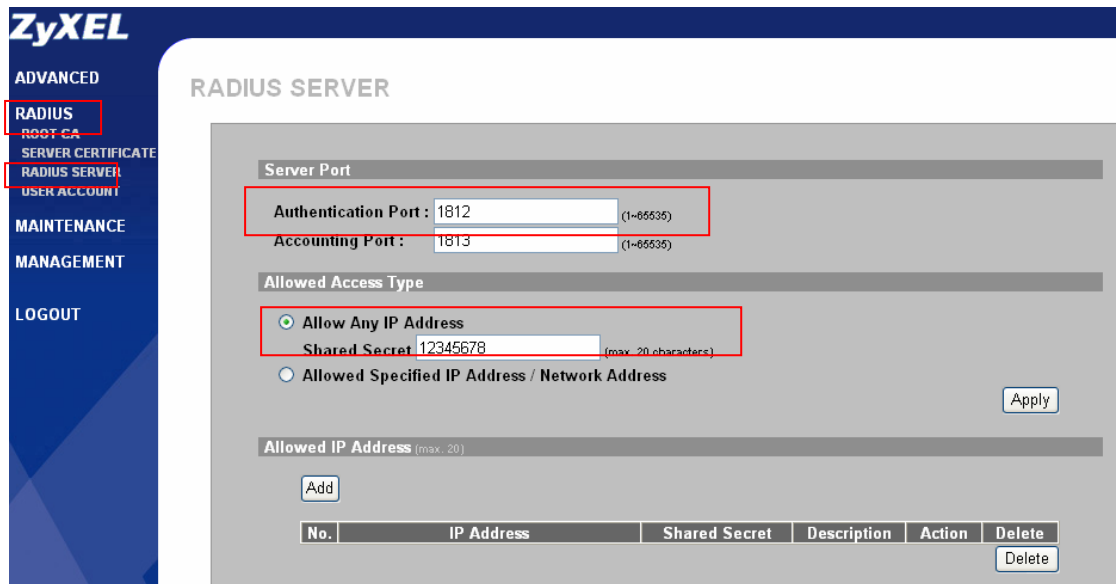 ZyXEL
ADVANCED
RADIUS
ROOT CA
SERVER CERTIFICATE
RADIUS SERVER
USER ACCOUNT
MAINTENANCE
MANAGEMENT
LOGOUT
RADIUS SERVER
Server Port
Authentication Port : 1812 (1~65535)
Accounting Port : 1813 (1~65535)
Allowed Access Type
Allow Any IP Address
Shared Secret 12345678 (max. 20 characters)
Allowed Specified IP Address / Network Address
Apply
Allowed IP Address (max. 20)
Add
No. IP Address Shared Secret Description Action Delete
Delete